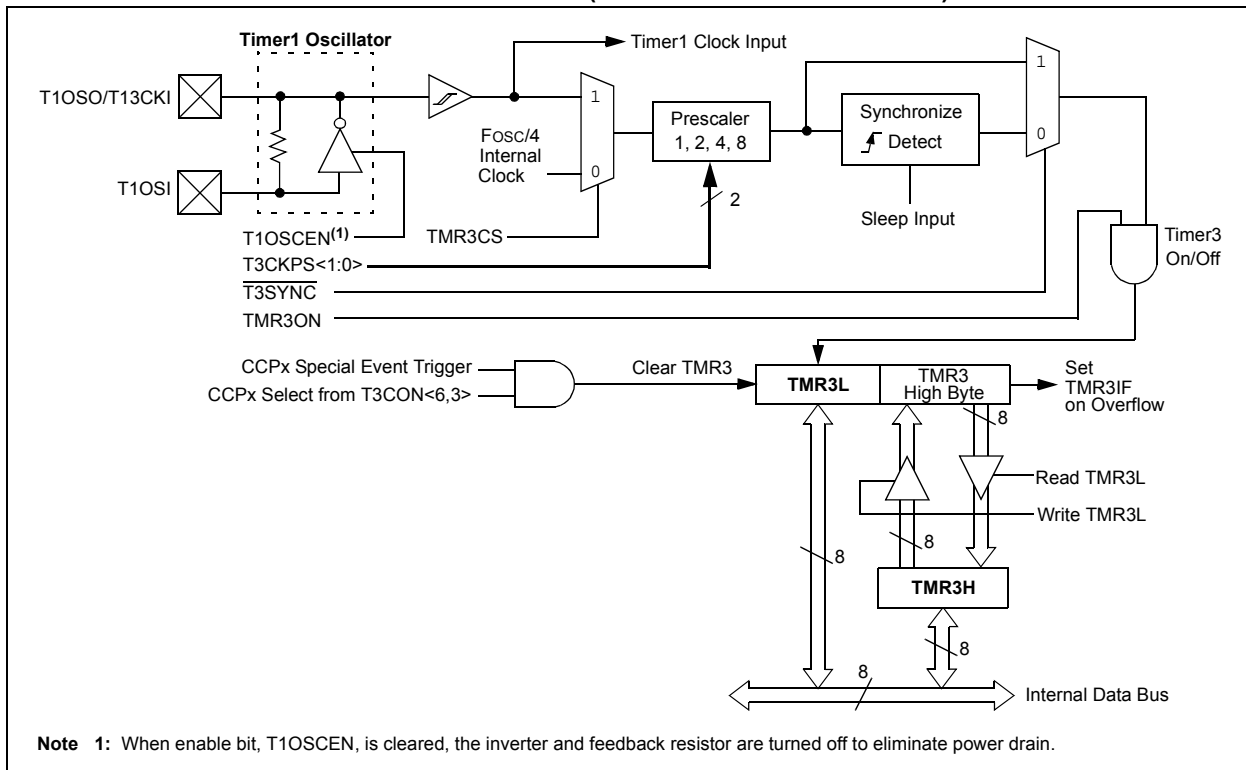 Timer1 Oscillator
Timer1 Clock Input
T1OSO/T13CKI
1
FOSC/4
Internal
Clock
0
Prescaler
1, 2, 4, 8
Synchronize
Detect
1
0
T1OSI
2
Sleep Input
T1OSCEN(1)
TMR3CS
T3CKPS<1:0>
T3SYNC
TMR3ON
Timer3
On/Off
CCPx Special Event Trigger
CCPx Select from T3CON<6,3>
Clear TMR3
TMR3L
TMR3
High Byte
Set
TMR3IF
on Overflow
8
Read TMR3L
Write TMR3L
8
8
TMR3H
8
8
Internal Data Bus
Note 1: When enable bit, T1OSCEN, is cleared, the inverter and feedback resistor are turned off to eliminate power drain.